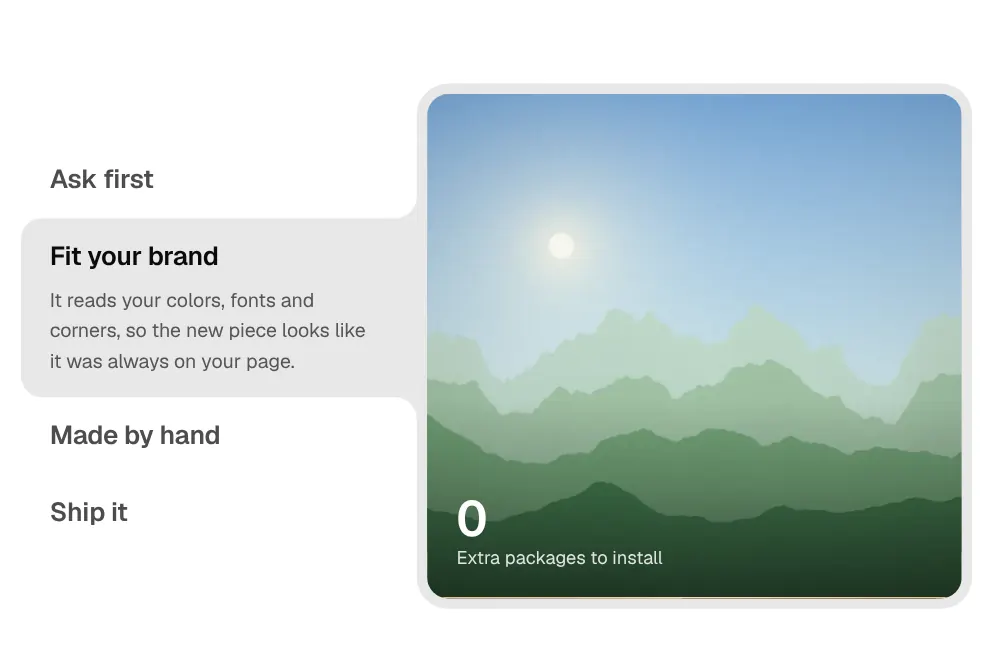 Ask first
Fit your brand
It reads your colors, fonts and
corners, so the new piece looks like
it was always on your page.
Made by hand
Ship it
0
Extra packages to install